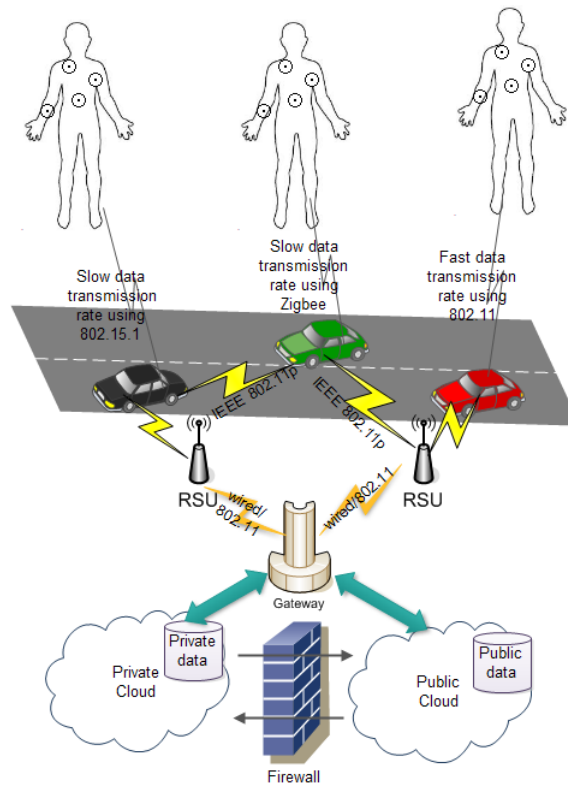 Slow data
transmission
rate using
802.15.1
Slow data
transmission
rate using
Zigbee
Fast data
transmission
rate using
802.11
IEEE 802.11p
IEEE 802.11p
RSU
RSU
wired/
802.11
wired/802.11
Gateway
Private
data
Private
Cloud
Public
data
Public
Cloud
Firewall